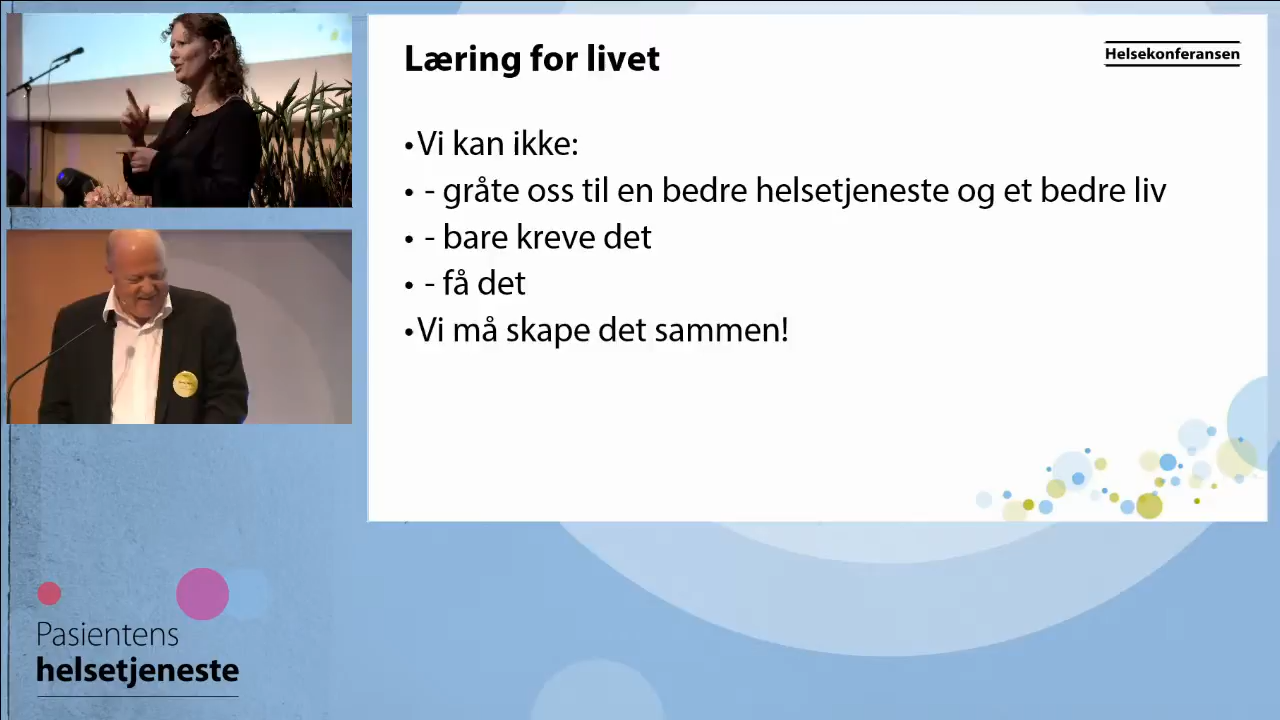 Læring for livet
Helsekonferansen
•Vi kan ikke:
• - gråte oss til en bedre helsetjeneste og et bedre liv
• - bare kreve det
• - få det
•Vi må skape det sammen!
Pasientens
helsetjeneste